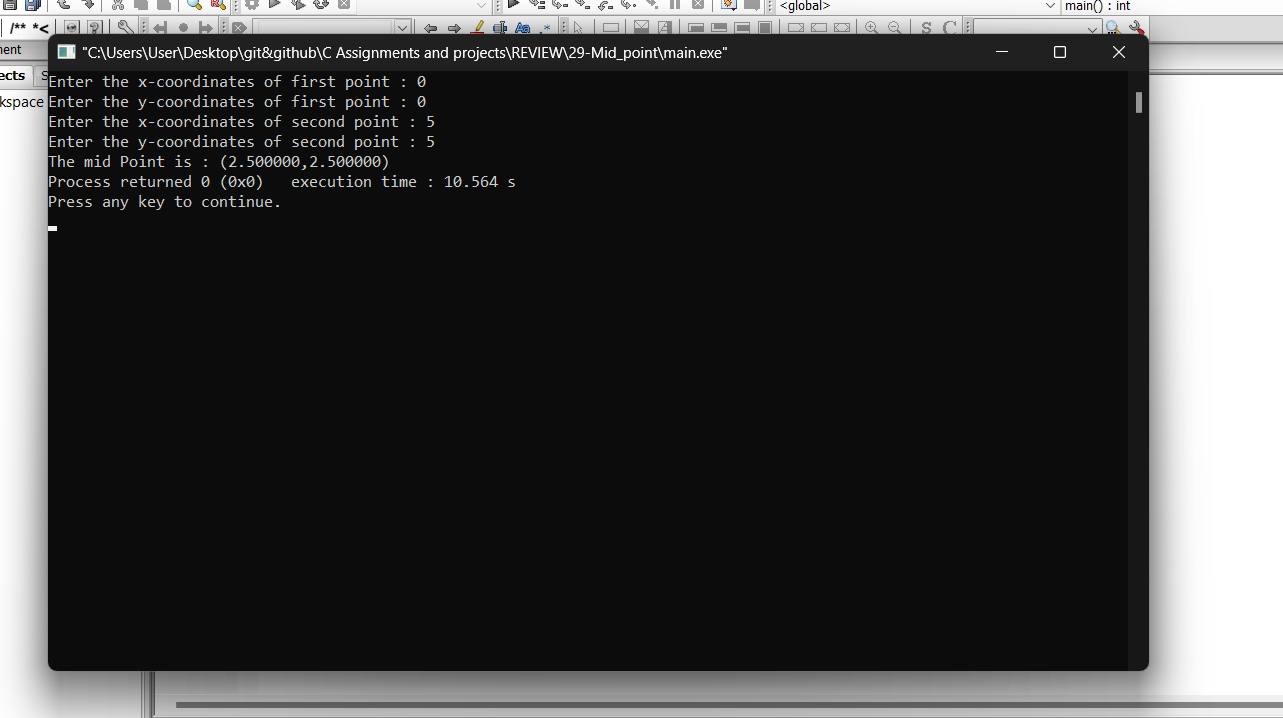 <global>
main() : int
/** *<
S C
nent
"C:\Users\User\Desktop\git&github\C Assignments and projects\REVIEW\29-Mid_point\main.exe"
ects S
kspace
Enter the x-coordinates of first point : 0
Enter the y-coordinates of first point : 0
Enter the x-coordinates of second point : 5
Enter the y-coordinates of second point : 5
The mid Point is : (2.500000,2.500000)
Process returned 0 (0x0)   execution time : 10.564 s
Press any key to continue.